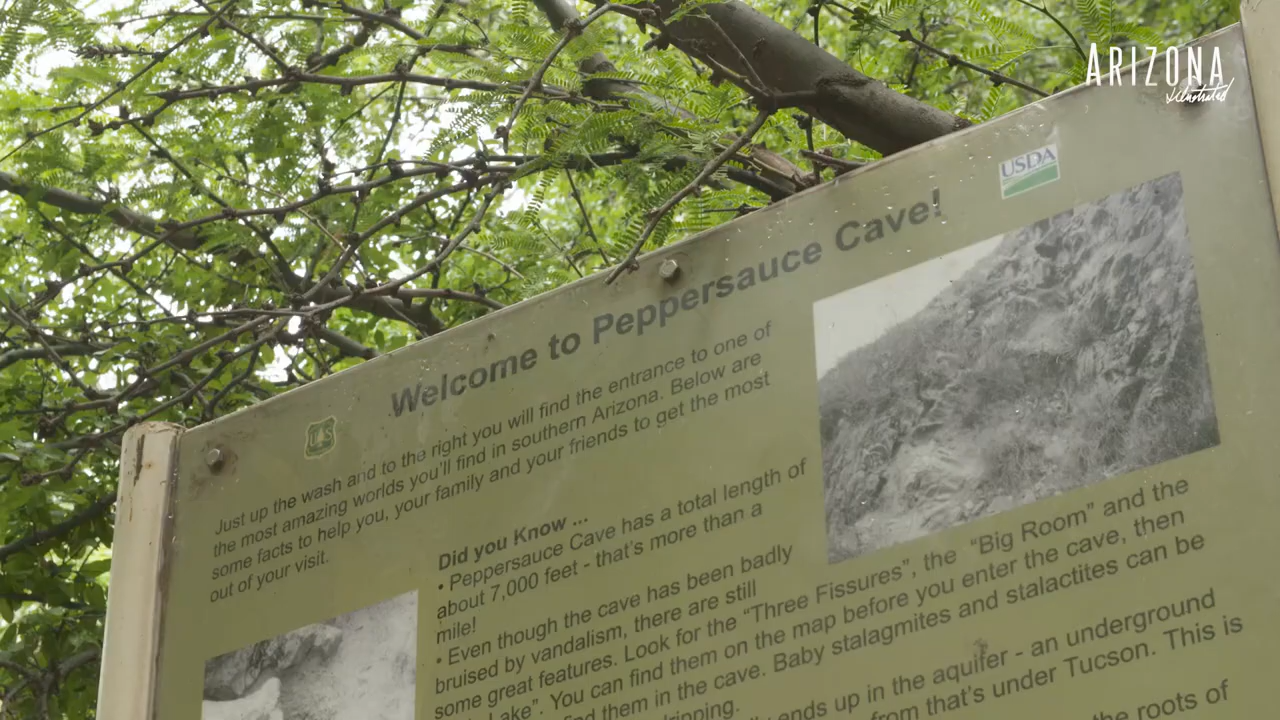 ARIZONA
illustrated
USDA
Welcome to Peppersauce Cave!
US
Just up the wash and to the right you will find the entrance to one of
the most amazing worlds you'll find in southern Arizona. Below are
some facts to help you, your family and your friends to get the most
out of your visit.
Did you Know ...
• Peppersauce Cave has a total length of
about 7,000 feet - that's more than a
mile!
• Even though the cave has been badly
bruised by vandalism, there are still
some great features. Look for the "Three Fissures", the "Big Room" and the
Lake". You can find them on the map before you enter the cave, then
them in the cave. Baby stalagmites and stalactites can be
dripping.
ends up in the aquifer - an underground
from that's under Tucson. This is
the roots of